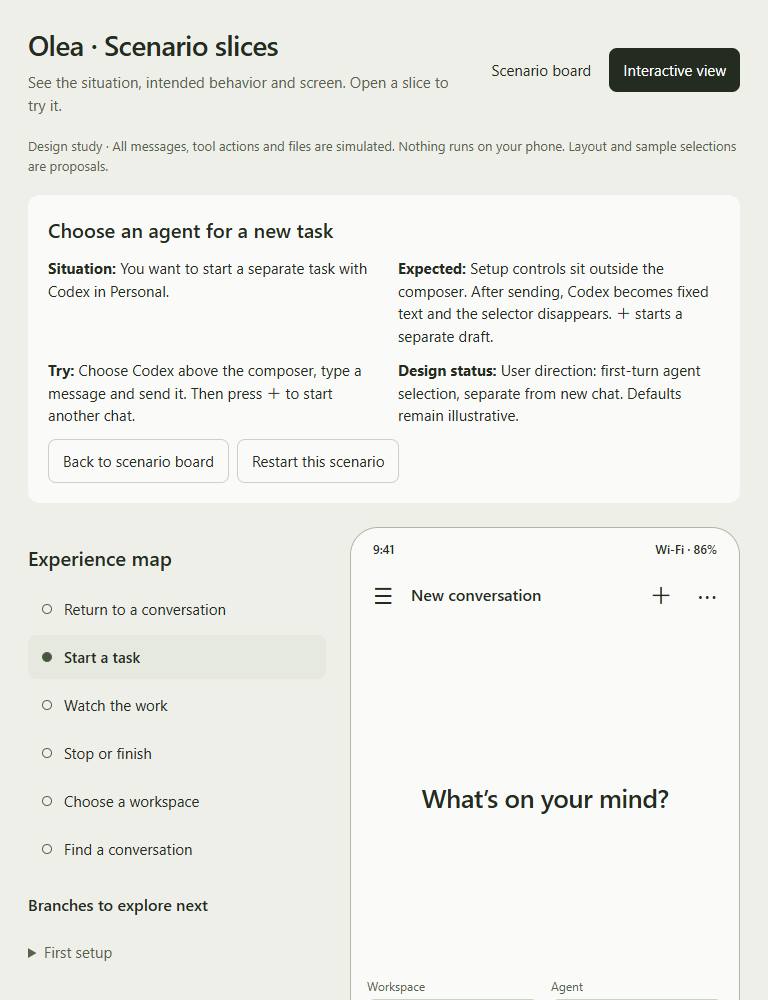 Olea · Scenario slices
See the situation, intended behavior and screen. Open a slice to
try it.
Scenario board
Interactive view
Design study · All messages, tool actions and files are simulated. Nothing runs on your phone. Layout and sample selections
are proposals.
Choose an agent for a new task
Situation: You want to start a separate task with
Codex in Personal.
Expected: Setup controls sit outside the
composer. After sending, Codex becomes fixed
text and the selector disappears. + starts a
separate draft.
Try: Choose Codex above the composer, type a
message and send it. Then press + to start
another chat.
Design status: User direction: first-turn agent
selection, separate from new chat. Defaults
remain illustrative.
Back to scenario board
Restart this scenario
Experience map
Return to a conversation
Start a task
Watch the work
Stop or finish
Choose a workspace
Find a conversation
Branches to explore next
First setup
9:41
Wi-Fi · 86%
New conversation
What's on your mind?
Workspace
Agent